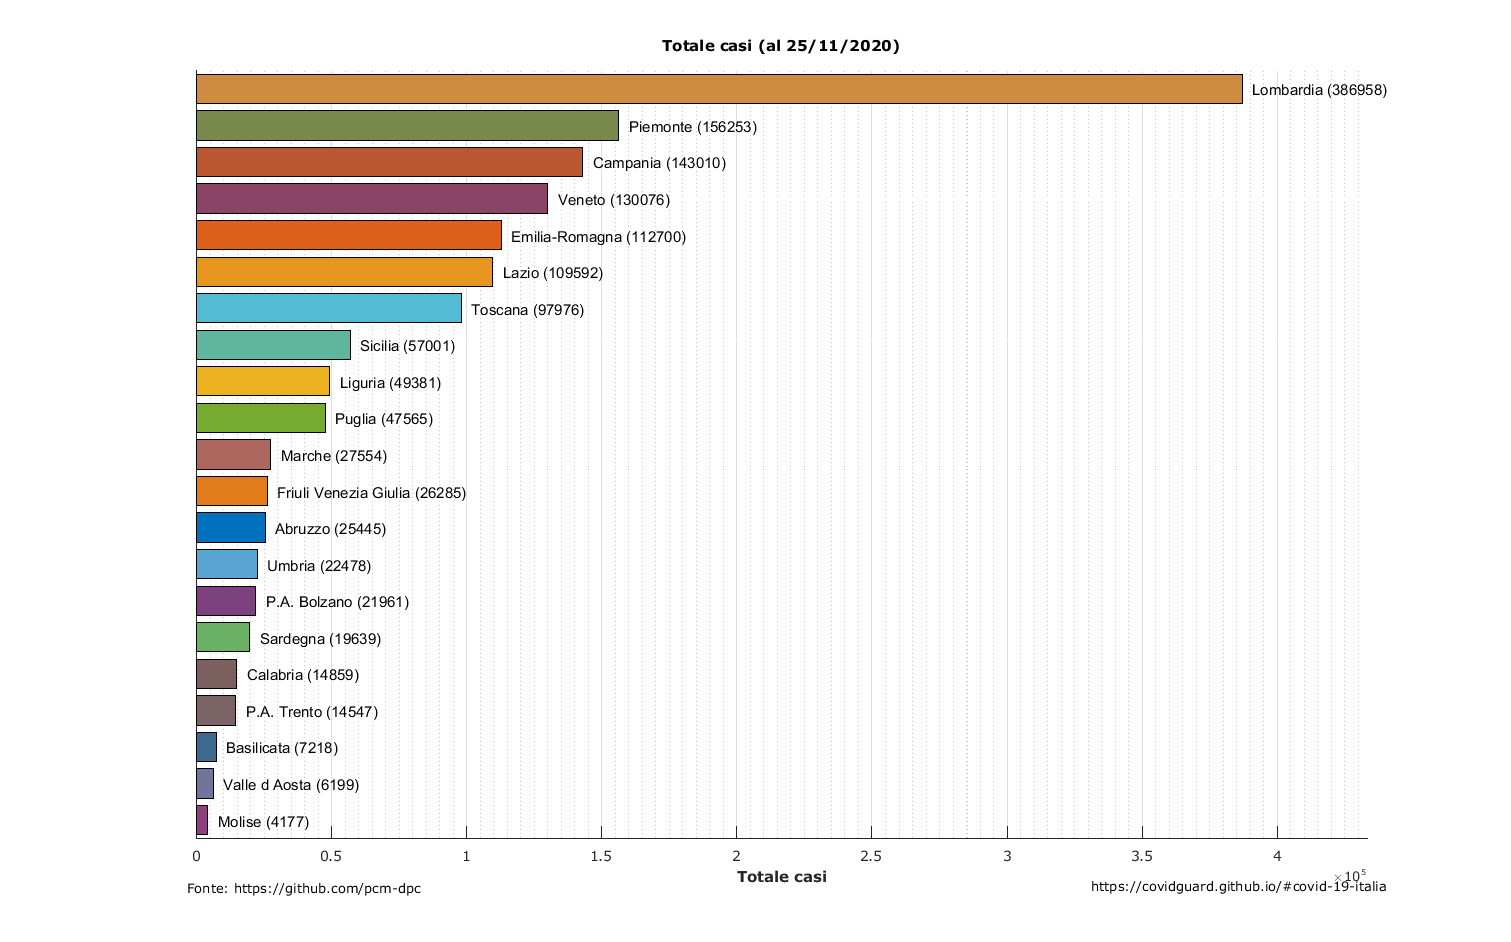 Totale casi (al 25/11/2020)
Lombardia (386958)
Piemonte (156253)
Campania (143010)
Veneto (130076)
Emilia-Romagna (112700)
Lazio (109592)
Toscana (97976)
Sicilia (57001)
Liguria (49381)
Puglia (47565)
Marche (27554)
Friuli Venezia Giulia (26285)
Abruzzo (25445)
Umbria (22478)
P.A. Bolzano (21961)
Sardegna (19639)
Calabria (14859)
P.A. Trento (14547)
Basilicata (7218)
Valle d Aosta (6199)
Molise (4177)
0 0.5 1 1.5 2 2.5 3 3.5 4
Totale casi
×10⁵
Fonte: https://github.com/pcm-dpc
https://covidguard.github.io/#covid-19-italia